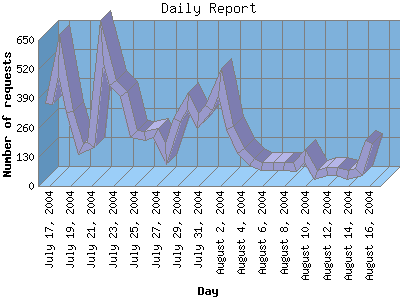 Daily Report
Number of requests
650
520
390
260
130
0
July 17, 2004
July 19, 2004
July 21, 2004
July 23, 2004
July 25, 2004
July 27, 2004
July 29, 2004
July 31, 2004
August 2, 2004
August 4, 2004
August 6, 2004
August 8, 2004
August 10, 2004
August 12, 2004
August 14, 2004
August 16, 2004
Day